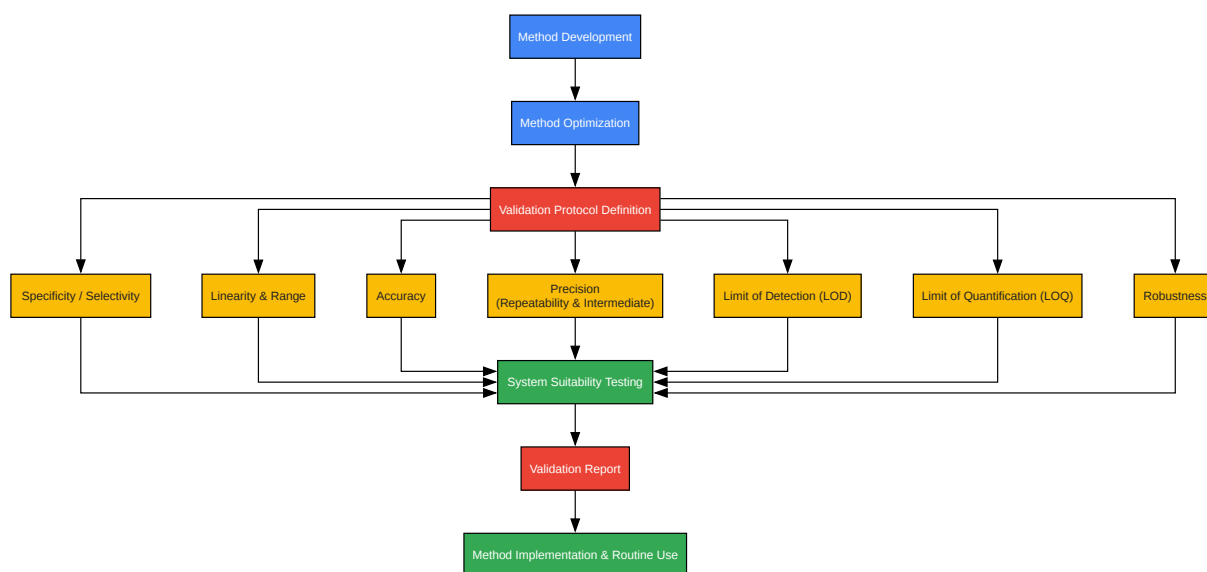 Method Development
Method Optimization
Validation Protocol Definition
Specificity / Selectivity
Linearity & Range
Accuracy
Precision
(Repeatability & Intermediate)
Limit of Detection (LOD)
Limit of Quantification (LOQ)
Robustness
System Suitability Testing
Validation Report
Method Implementation & Routine Use